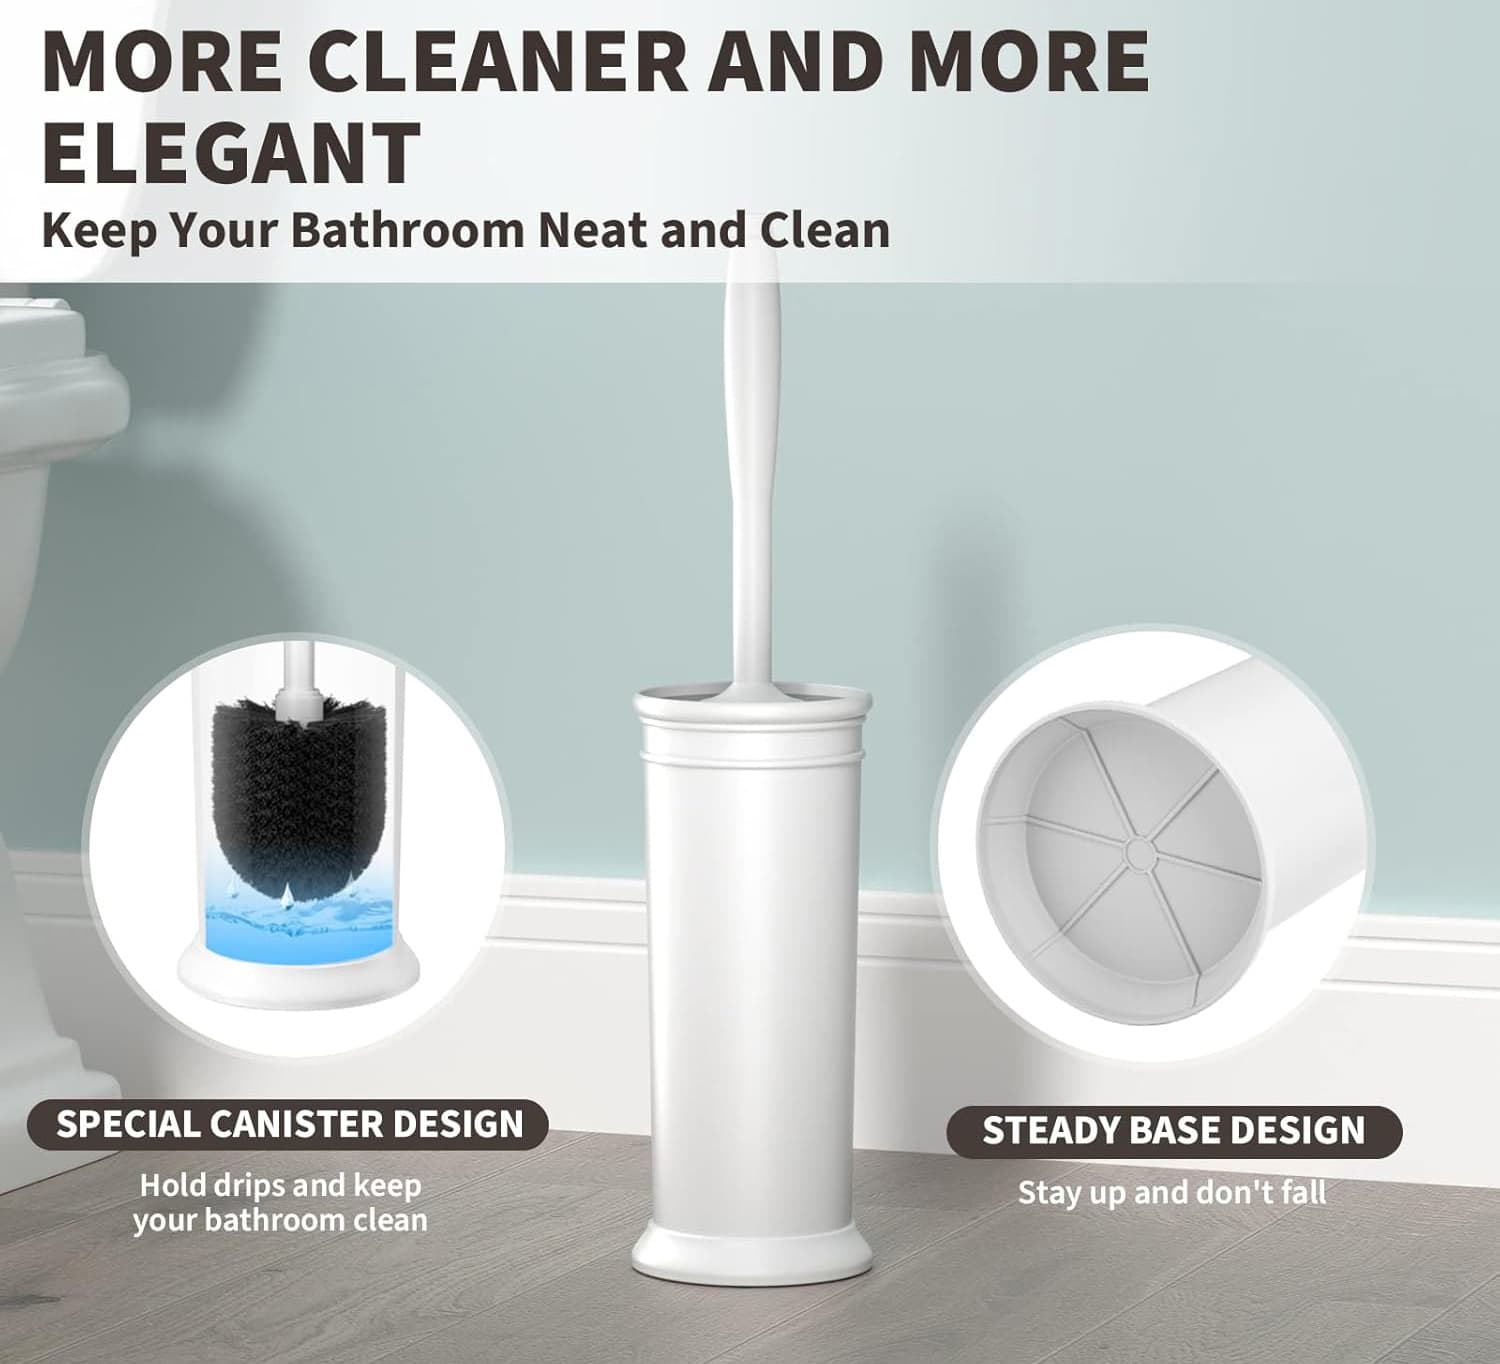 MORE CLEANER AND MORE
ELEGANT
Keep Your Bathroom Neat and Clean
SPECIAL CANISTER DESIGN
Hold drips and keep
your bathroom clean
STEADY BASE DESIGN
Stay up and don't fall